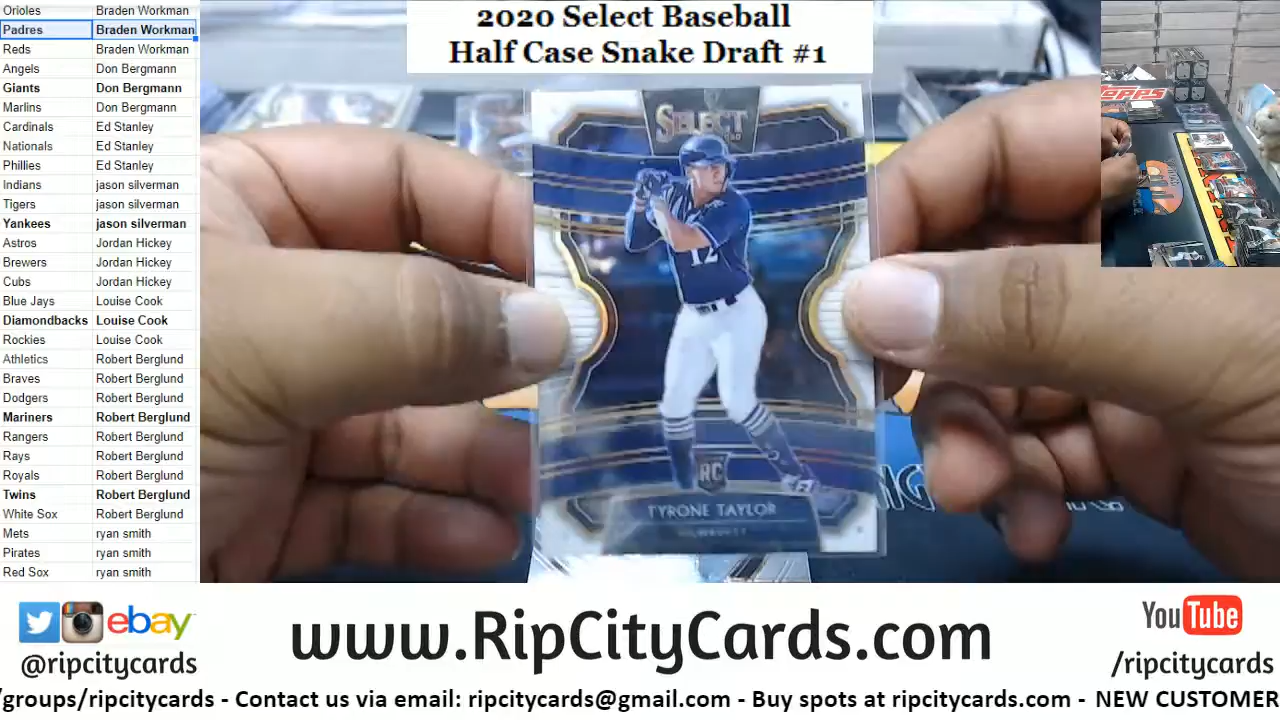 Orioles Braden Workman
Padres Braden Workman
Reds Braden Workman
Angels Don Bergmann
Giants Don Bergmann
Marlins Don Bergmann
Cardinals Ed Stanley
Nationals Ed Stanley
Phillies Ed Stanley
Indians jason silverman
Tigers jason silverman
Yankees jason silverman
Astros Jordan Hickey
Brewers Jordan Hickey
Cubs Jordan Hickey
Blue Jays Louise Cook
Diamondbacks Louise Cook
Rockies Louise Cook
Athletics Robert Berglund
Braves Robert Berglund
Dodgers Robert Berglund
Mariners Robert Berglund
Rangers Robert Berglund
Rays Robert Berglund
Royals Robert Berglund
Twins Robert Berglund
White Sox Robert Berglund
Mets ryan smith
Pirates ryan smith
Red Sox ryan smith
2020 Select Baseball
Half Case Snake Draft #1
SELECT
12
RC
TYRONE TAYLOR
MILWAUKEE
topps
ebay
@ripcitycards
www.RipCityCards.com
YouTube
/ripcitycards
/groups/ripcitycards - Contact us via email: ripcitycards@gmail.com - Buy spots at ripcitycards.com - NEW CUSTOMER